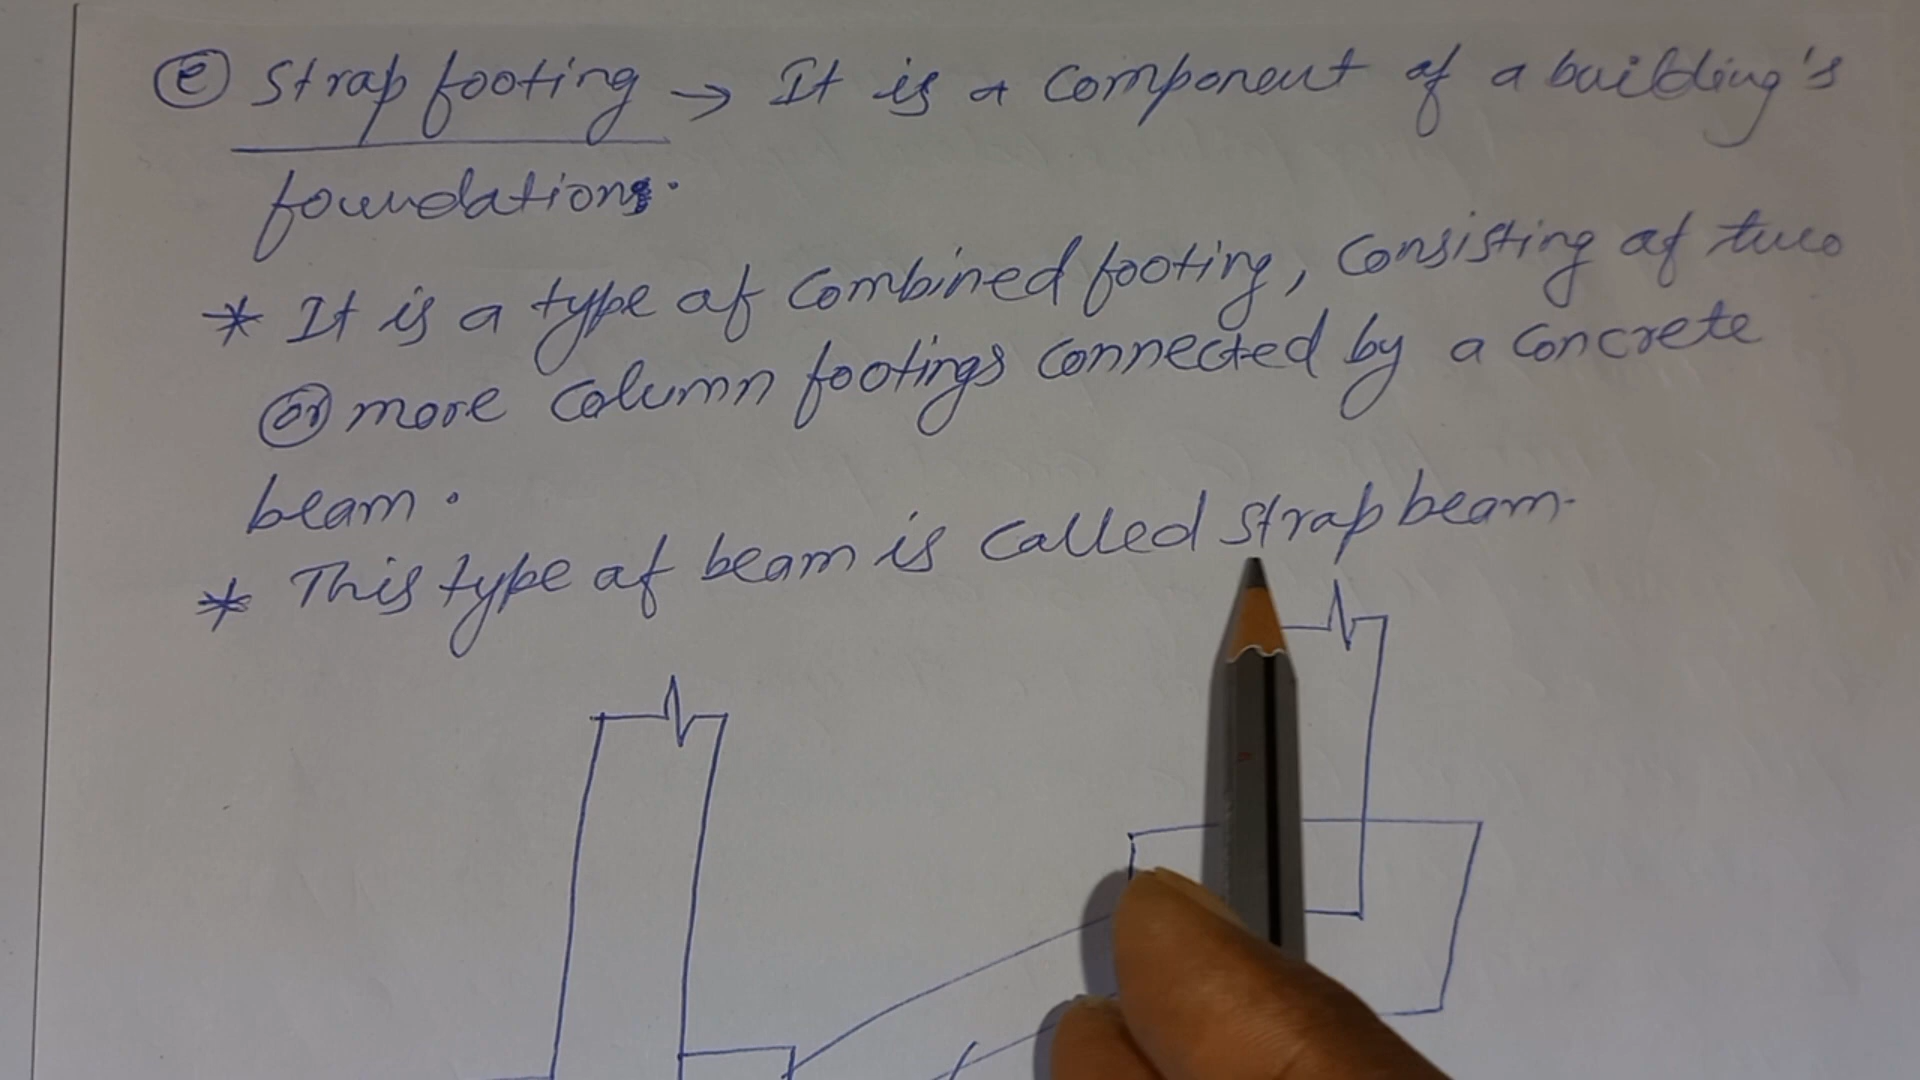 (e) Strap footing → It is a component of a building's
foundations.
* It is a type of combined footing, consisting of two
(or) more column footings connected by a concrete
beam.
* This type of beam is called strap beam.